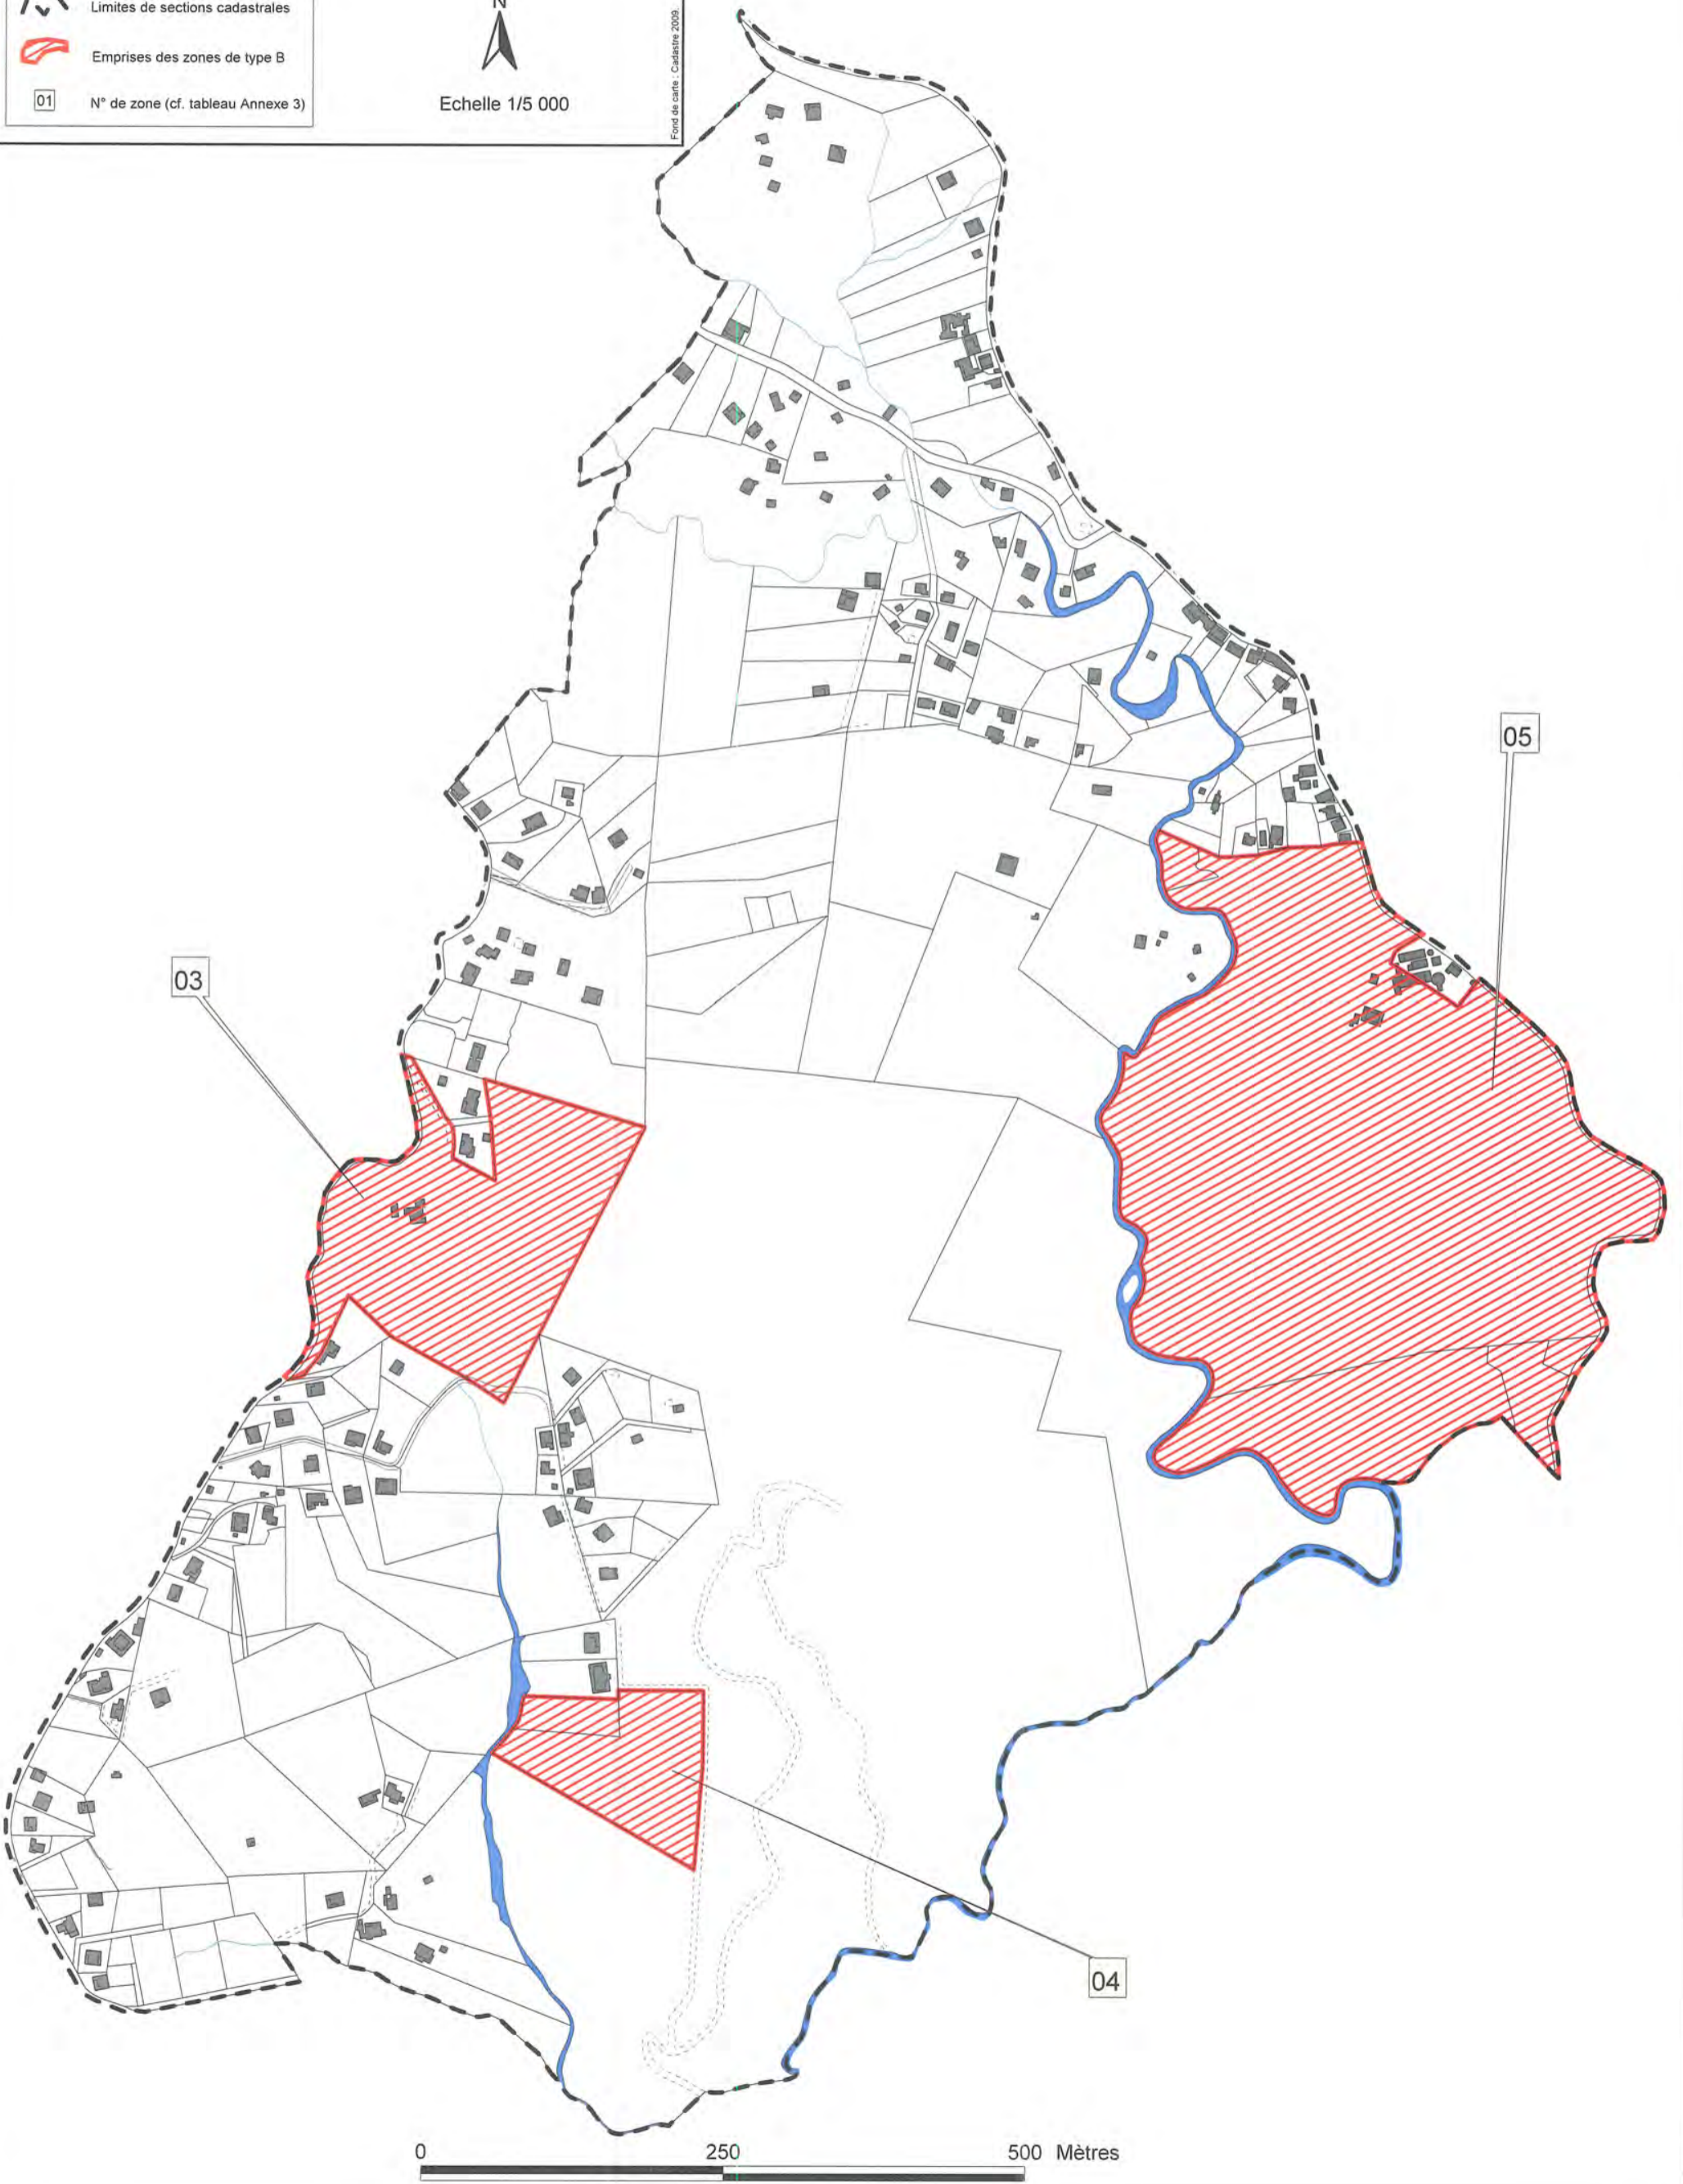 Limites de sections cadastrales
Emprises des zones de type B
01 N° de zone (cf. tableau Annexe 3)
N
Echelle 1/5 000
Fond de carte : Cadastre 2009.
05
03
04
0 250 500 Mètres